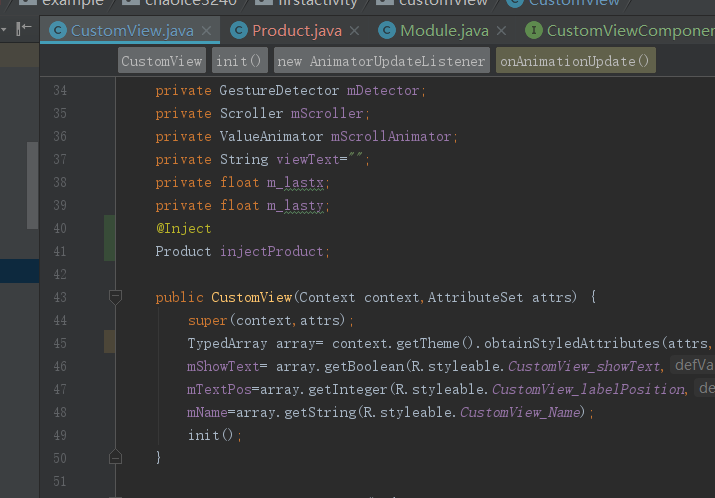 example chaoice3240 firstactivity customView CustomView
CustomView.java Product.java Module.java CustomViewComponen
CustomView init() new AnimatorUpdateListener onAnimationUpdate()
34 private GestureDetector mDetector;
35 private Scroller mScroller;
36 private ValueAnimator mScrollAnimator;
37 private String viewText="";
38 private float m_lastx;
39 private float m_lasty;
40 @Inject
41 Product injectProduct;
42
43 public CustomView(Context context,AttributeSet attrs) {
44 super(context,attrs);
45 TypedArray array= context.getTheme().obtainStyledAttributes(attrs,
46 mShowText= array.getBoolean(R.styleable.CustomView_showText, defVa
47 mTextPos=array.getInteger(R.styleable.CustomView_labelPosition, de
48 mName=array.getString(R.styleable.CustomView_Name);
49 init();
50 }
51